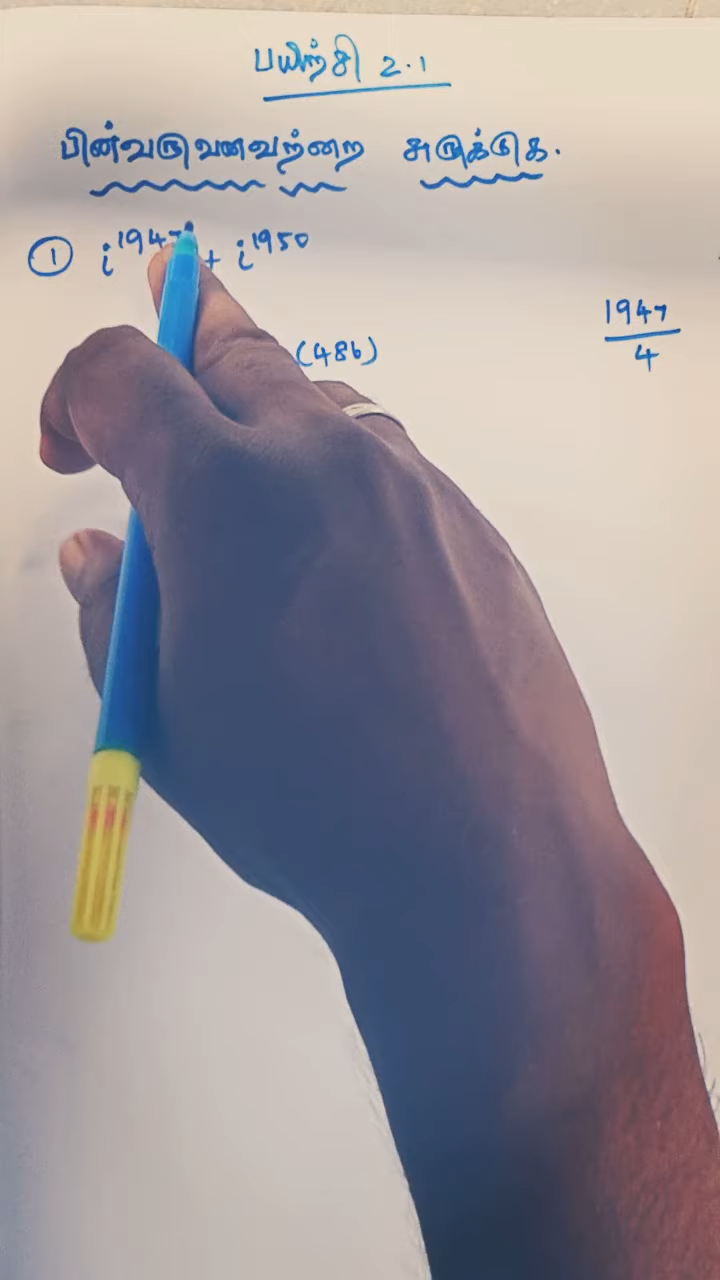 பயிற்சி 2.1
பின்வருவனவற்றை சுருக்குக.
① i^1947 + i^1950
(486)
1947
4